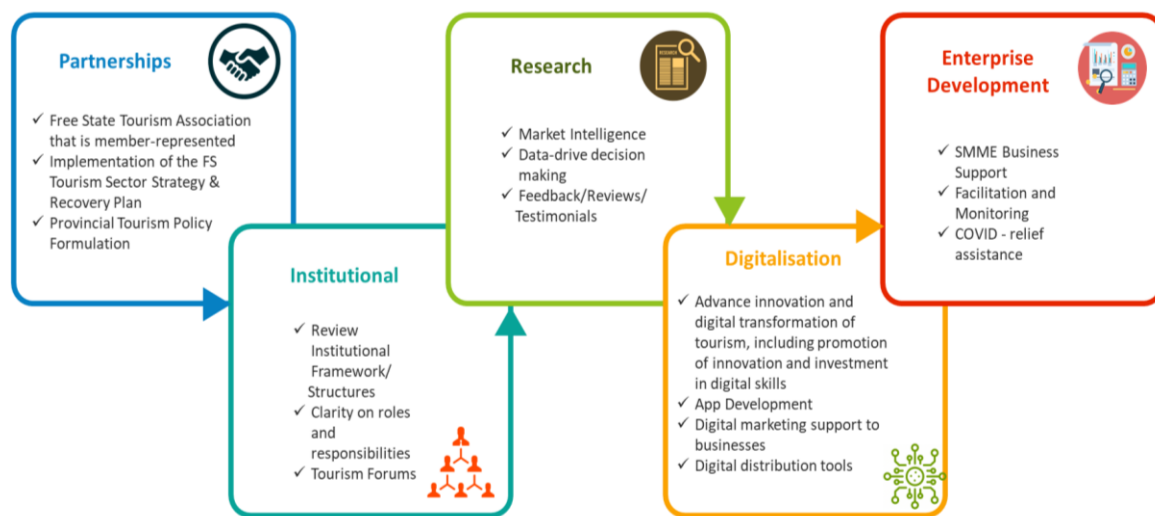 Partnerships
✓ Free State Tourism Association
that is member-represented
✓ Implementation of the FS
Tourism Sector Strategy &
Recovery Plan
✓ Provincial Tourism Policy
Formulation
Institutional
✓ Review
Institutional
Framework/
Structures
✓ Clarity on roles
and
responsibilities
✓ Tourism Forums
Research
RESEARCH
✓ Market Intelligence
✓ Data-drive decision
making
✓ Feedback/Reviews/
Testimonials
Digitalisation
✓ Advance innovation and
digital transformation of
tourism, including promotion
of innovation and investment
in digital skills
✓ App Development
✓ Digital marketing support to
businesses
✓ Digital distribution tools
Enterprise
Development
✓ SMME Business
Support
✓ Facilitation and
Monitoring
✓ COVID - relief
assistance